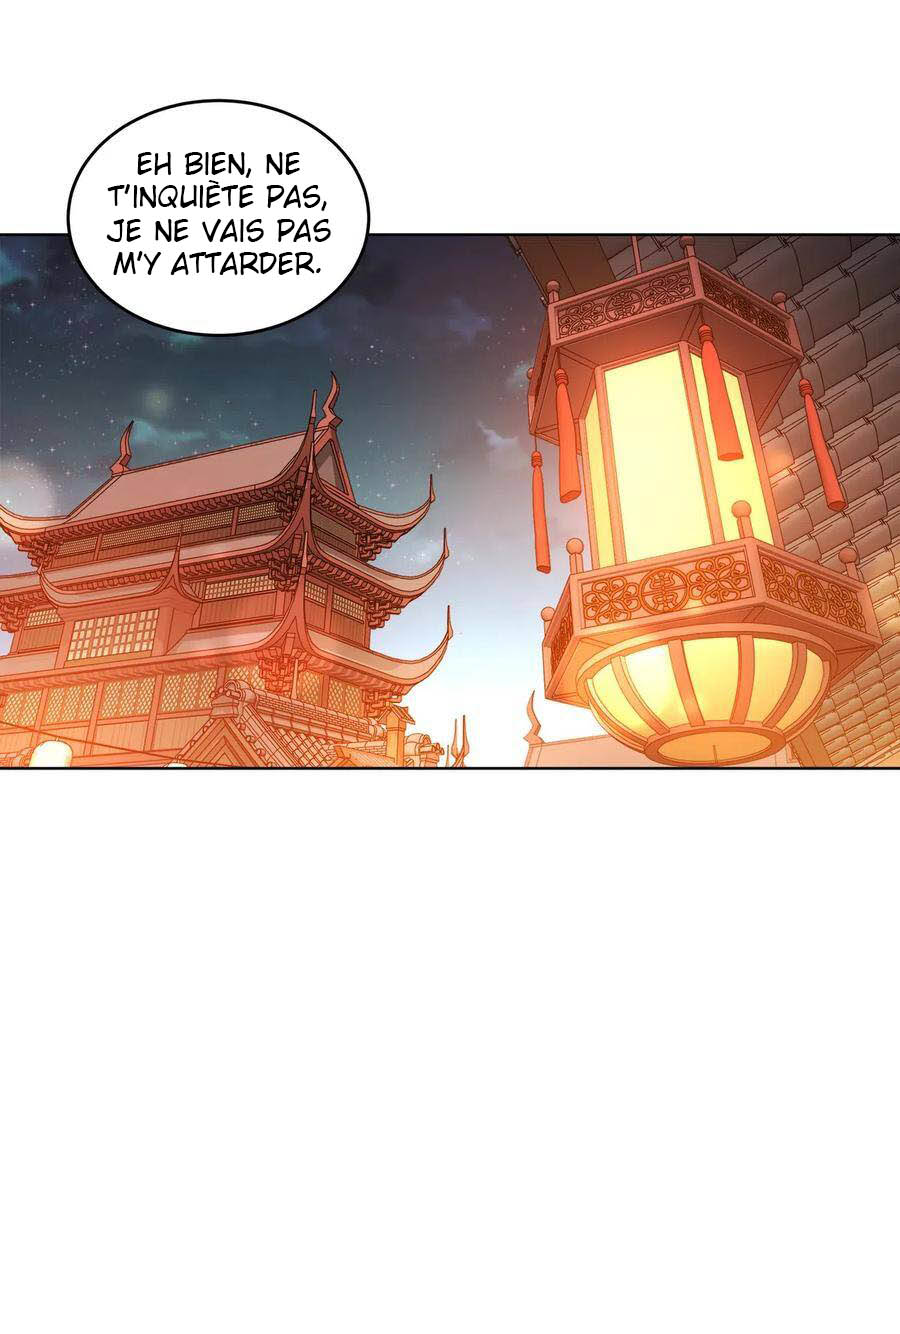 EH BIEN, NE
T'INQUIÈTE PAS,
JE NE VAIS PAS
M'Y ATTARDER.